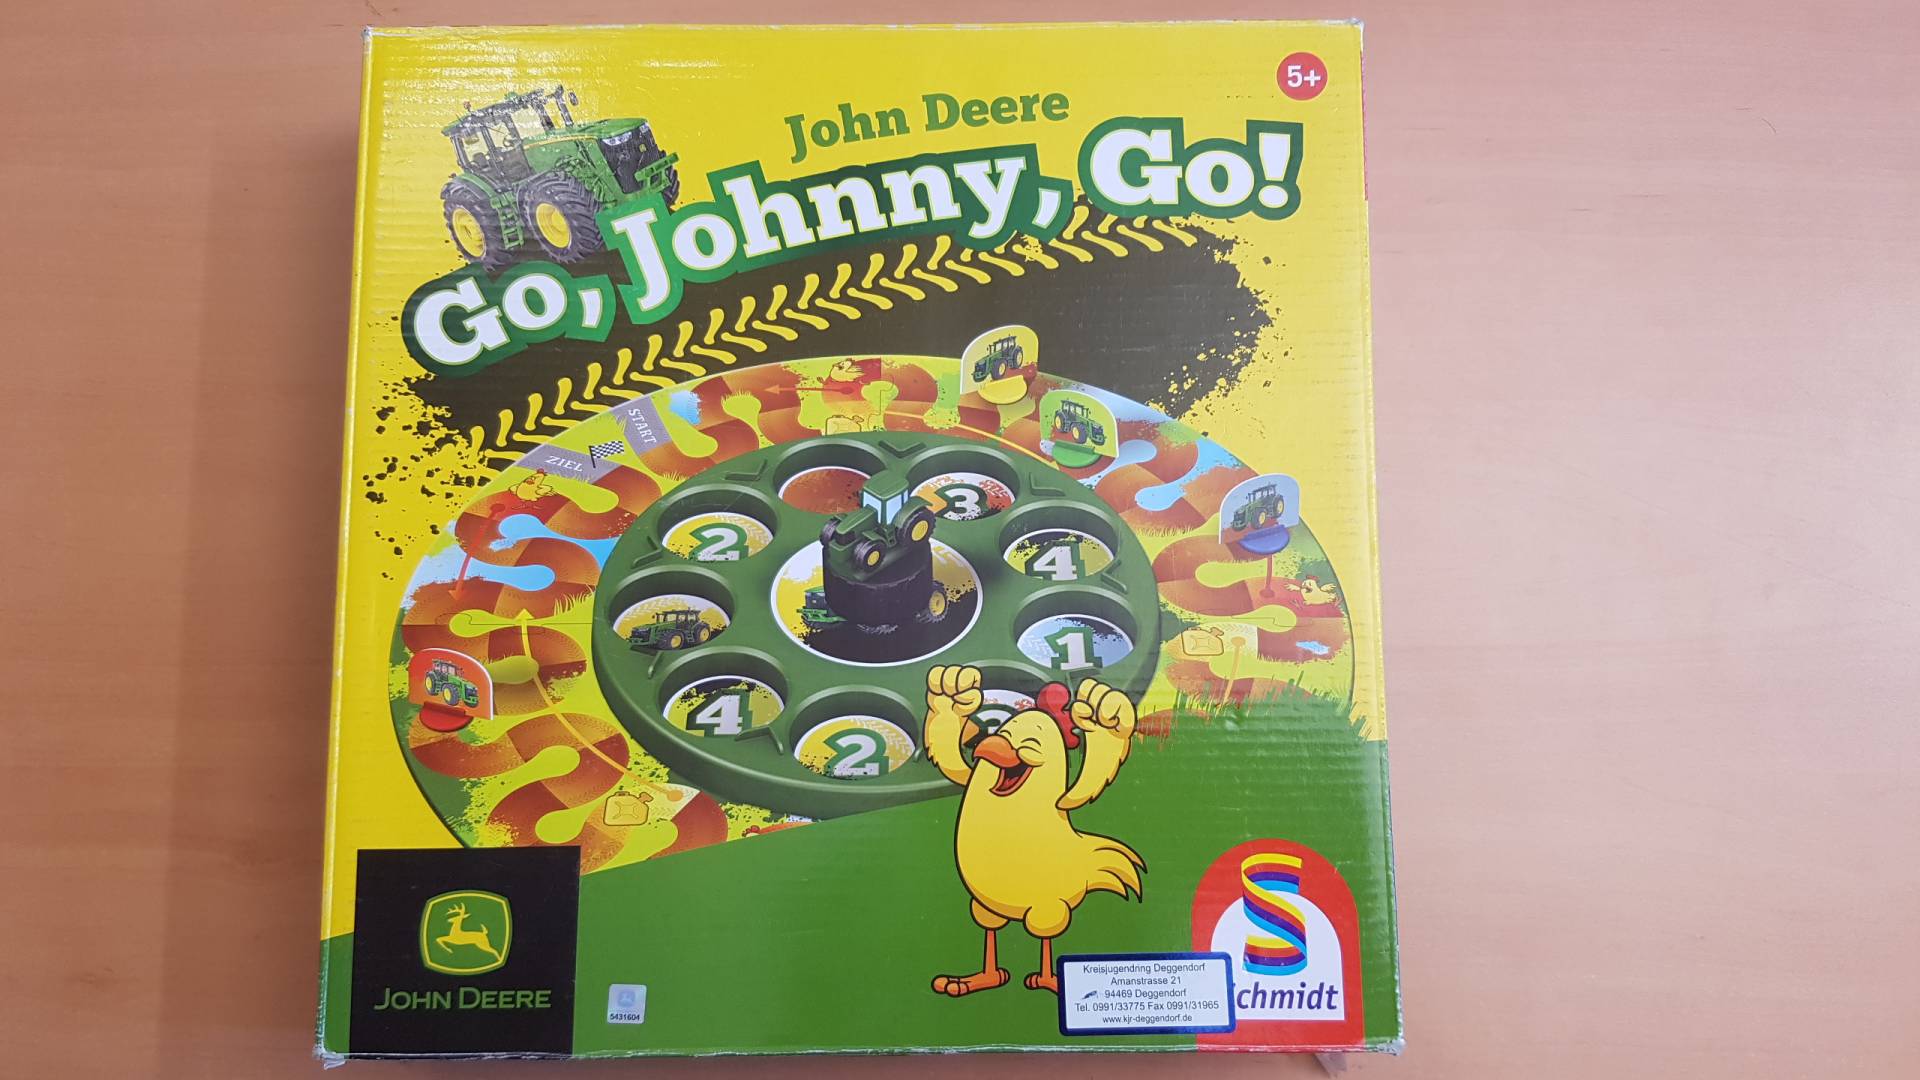 5+
John Deere
Go, Johnny, Go!
START
ZIEL
3
2
4
1
4
2
JOHN DEERE
5431604
Kreisjugendring Deggendorf
Amanstrasse 21
94469 Deggendorf
Tel. 0991/33775 Fax 0991/31965
www.kjr-deggendorf.de
Schmidt